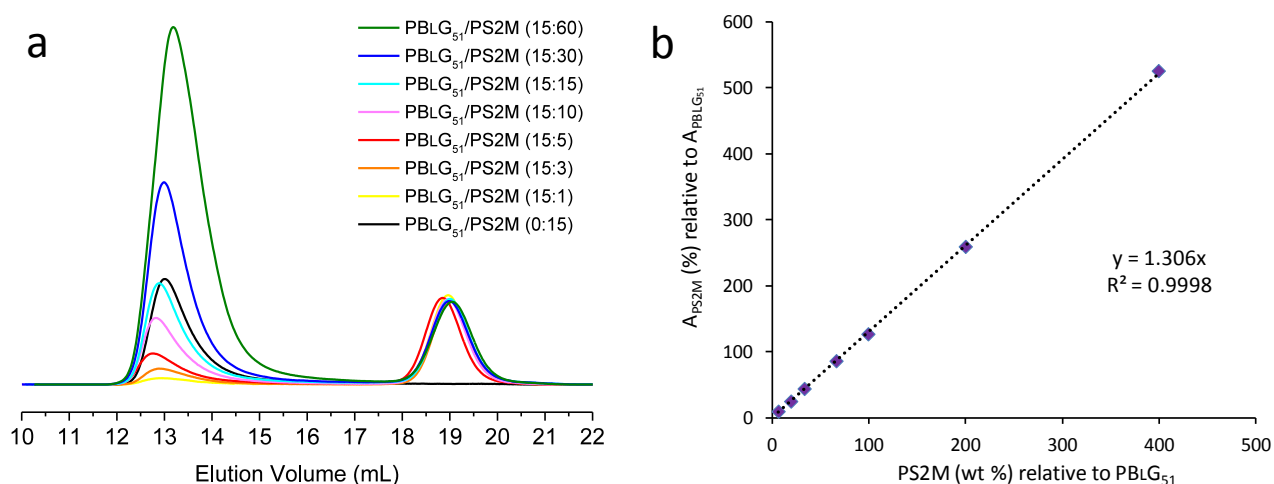 a
PBLG51/PS2M (15:60)
PBLG51/PS2M (15:30)
PBLG51/PS2M (15:15)
PBLG51/PS2M (15:10)
PBLG51/PS2M (15:5)
PBLG51/PS2M (15:3)
PBLG51/PS2M (15:1)
PBLG51/PS2M (0:15)
10 11 12 13 14 15 16 17 18 19 20 21 22
Elution Volume (mL)
b
APS2M (%) relative to APBLG51
600
500
400
300
200
100
0
y = 1.306x
R² = 0.9998
0 100 200 300 400 500
PS2M (wt %) relative to PBLG51